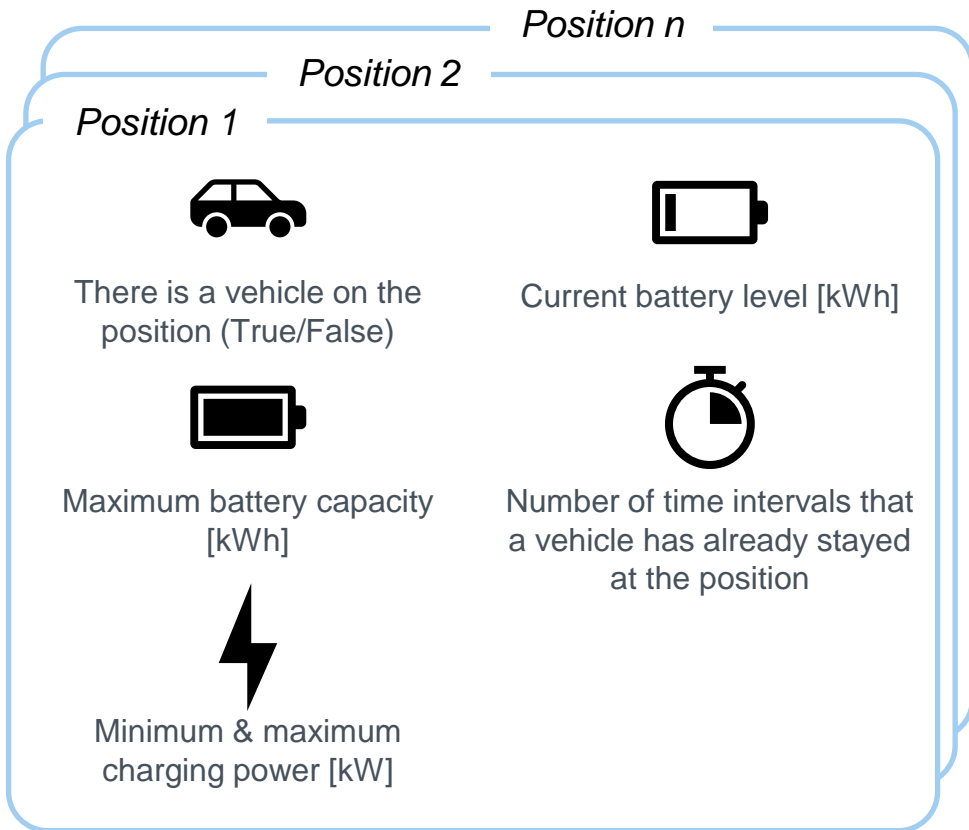 Position n
Position 2
Position 1
There is a vehicle on the
position (True/False)
Current battery level [kWh]
Maximum battery capacity
[kWh]
Number of time intervals that
a vehicle has already stayed
at the position
Minimum & maximum
charging power [kW]